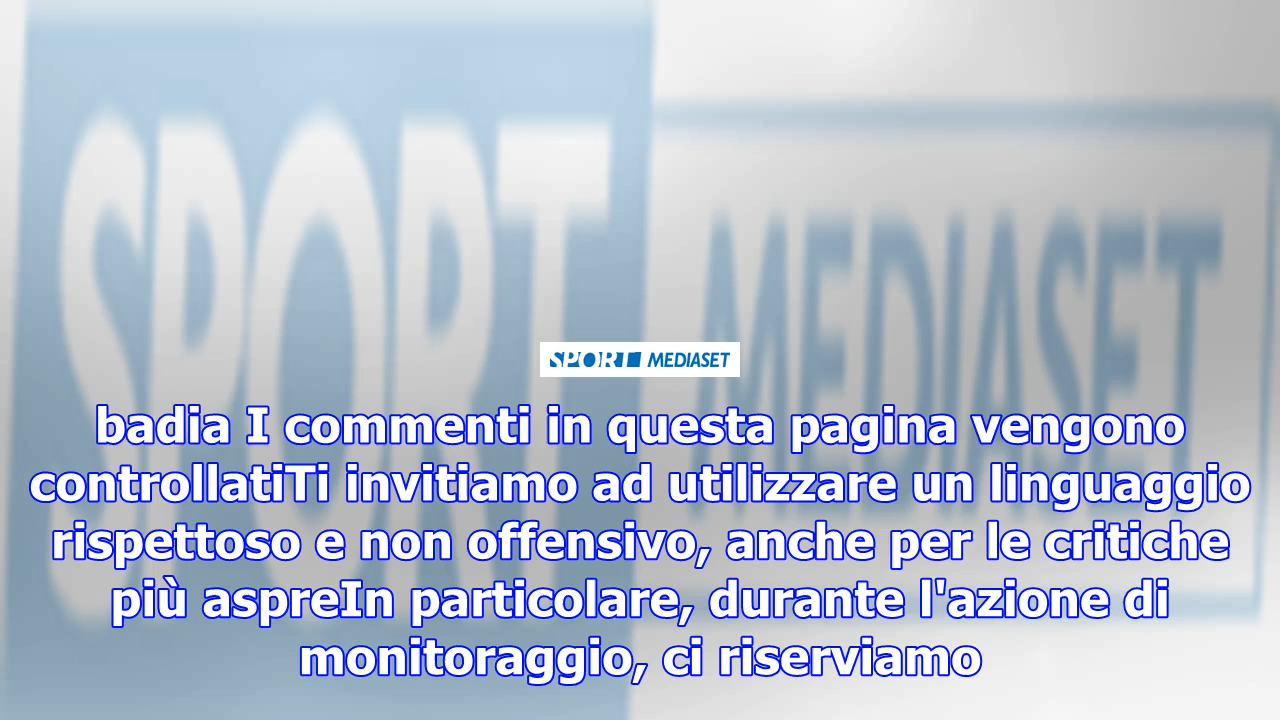 SPORT MEDIASET
SPORT MEDIASET
badia I commenti in questa pagina vengono
controllatiTi invitiamo ad utilizzare un linguaggio
rispettoso e non offensivo, anche per le critiche
più aspreIn particolare, durante l'azione di
monitoraggio, ci riserviamo